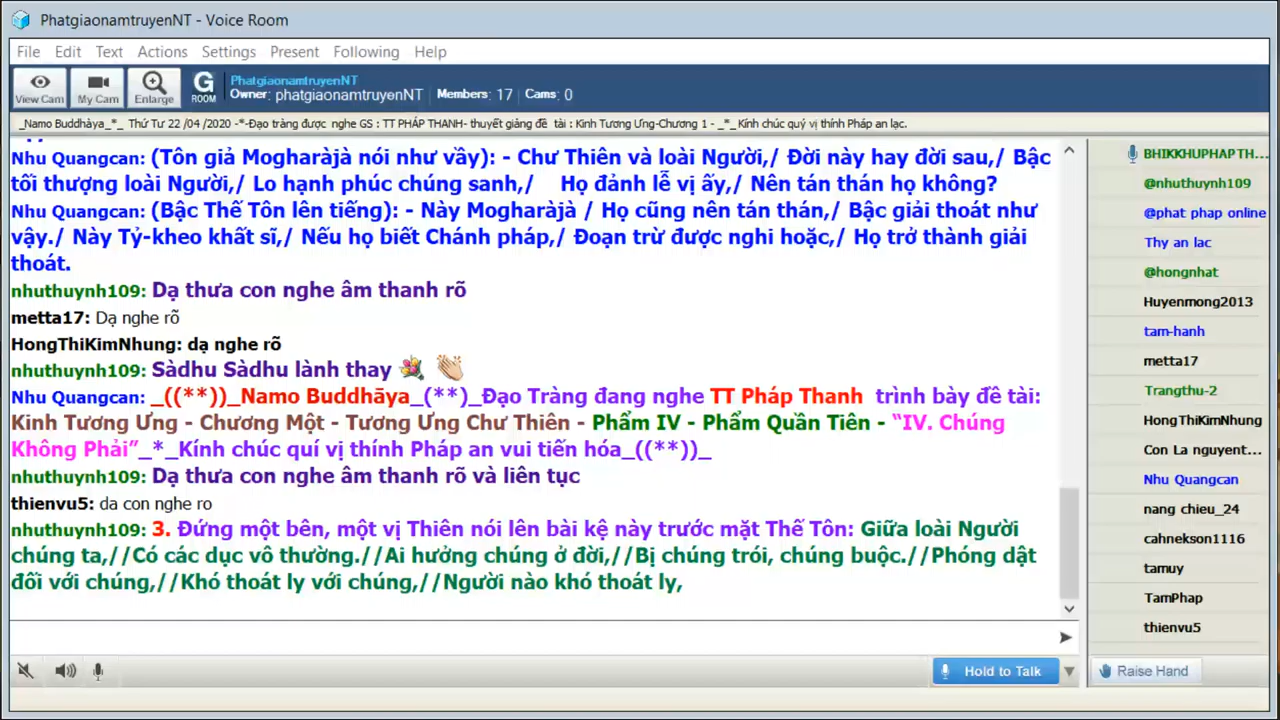 PhatgiaonamtruyenNT - Voice Room
File Edit Text Actions Settings Present Following Help
View Cam My Cam Enlarge G ROOM
PhatgiaonamtruyenNT
Owner: phatgiaonamtruyenNT Members: 17 Cams: 0
_Namo Buddhàya_*_ Thứ Tư 22 /04 /2020 -*-Đạo tràng được nghe GS : TT PHÁP THANH- thuyết giảng đề tài : Kinh Tương Ưng-Chương 1 - _*_ Kính chúc quý vị thính Pháp an lạc.
Nhu Quangcan: (Tôn giả Mogharàjà nói như vầy): - Chư Thiên và loài Người,/ Đời này hay đời sau,/ Bậc
tối thượng loài Người,/ Lo hạnh phúc chúng sanh,/ Họ đảnh lễ vị ấy,/ Nên tán thán họ không?
Nhu Quangcan: (Bậc Thế Tôn lên tiếng): - Này Mogharàjà / Họ cũng nên tán thán,/ Bậc giải thoát như
vậy./ Này Tỷ-kheo khất sĩ,/ Nếu họ biết Chánh pháp,/ Đoạn trừ được nghi hoặc,/ Họ trở thành giải
thoát.
nhuthuynh109: Dạ thưa con nghe âm thanh rõ
metta17: Dạ nghe rõ
HongThiKimNhung: dạ nghe rõ
nhuthuynh109: Sàdhu Sàdhu lành thay
Nhu Quangcan: _((**))_Namo Buddhāya_(**)_Đạo Tràng đang nghe TT Pháp Thanh trình bày đề tài:
Kinh Tương Ưng - Chương Một - Tương Ưng Chư Thiên - Phẩm IV - Phẩm Quần Tiên - “IV. Chúng
Không Phải”_*_Kính chúc quí vị thính Pháp an vui tiến hóa_((**))_
nhuthuynh109: Dạ thưa con nghe âm thanh rõ và liên tục
thienvu5: da con nghe ro
nhuthuynh109: 3. Đứng một bên, một vị Thiên nói lên bài kệ này trước mặt Thế Tôn: Giữa loài Người
chúng ta,//Có các dục vô thường.//Ai hưởng chúng ở đời,//Bị chúng trói, chúng buộc.//Phóng dật
đối với chúng,//Khó thoát ly với chúng,//Người nào khó thoát ly,
BHIKKHUPHAPTH...
@nhuthuynh109
@phat phap online
Thy an lac
@hongnhat
Huyenmong2013
tam-hanh
metta17
Trangthu-2
HongThiKimNhung
Con La nguyent...
Nhu Quangcan
nang chieu_24
cahnekson1116
tamuy
TamPhap
thienvu5
Hold to Talk
Raise Hand